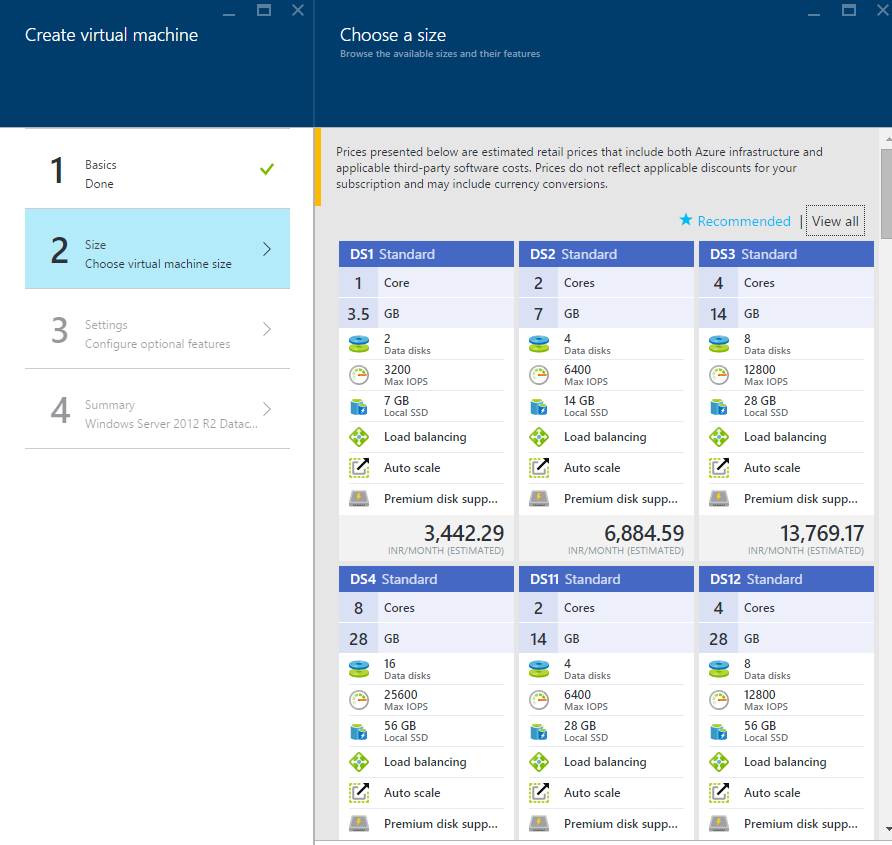 Create virtual machine
1
Basics
Done
2
Size
Choose virtual machine size
3
Settings
Configure optional features
4
Summary
Windows Server 2012 R2 Datac...
Choose a size
Browse the available sizes and their features
Prices presented below are estimated retail prices that include both Azure infrastructure and
applicable third-party software costs. Prices do not reflect applicable discounts for your
subscription and may include currency conversions.
Recommended | View all
DS1 Standard
1 Core
3.5 GB
2
Data disks
3200
Max IOPS
7 GB
Local SSD
Load balancing
Auto scale
Premium disk supp...
3,442.29
INR/MONTH (ESTIMATED)
DS2 Standard
2 Cores
7 GB
4
Data disks
6400
Max IOPS
14 GB
Local SSD
Load balancing
Auto scale
Premium disk supp...
6,884.59
INR/MONTH (ESTIMATED)
DS3 Standard
4 Cores
14 GB
8
Data disks
12800
Max IOPS
28 GB
Local SSD
Load balancing
Auto scale
Premium disk supp...
13,769.17
INR/MONTH (ESTIMATED)
DS4 Standard
8 Cores
28 GB
16
Data disks
25600
Max IOPS
56 GB
Local SSD
Load balancing
Auto scale
Premium disk supp...
DS11 Standard
2 Cores
14 GB
4
Data disks
6400
Max IOPS
28 GB
Local SSD
Load balancing
Auto scale
Premium disk supp...
DS12 Standard
4 Cores
28 GB
8
Data disks
12800
Max IOPS
56 GB
Local SSD
Load balancing
Auto scale
Premium disk supp...